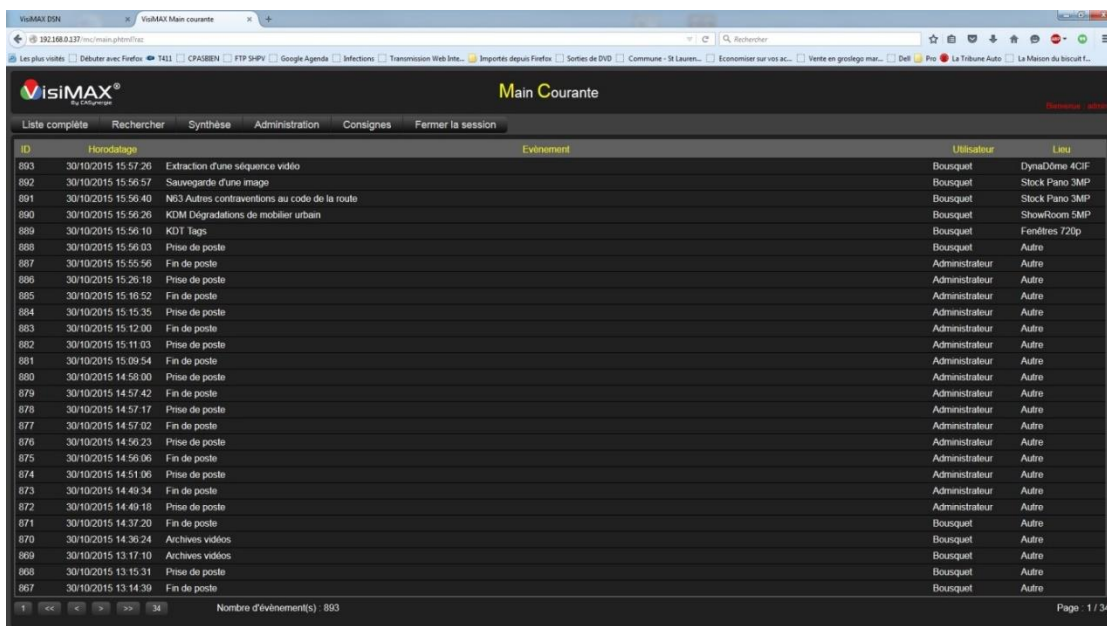 VisiMAX DSN × VisiMAX Main courante × +
192.168.0.137/mc/main.phtml?raz Rechercher
Les plus visités Débuter avec Firefox T411 CPASBIEN FTP SHPV Google Agenda Infections Transmission Web Inte... Importés depuis Firefox Sorties de DVD Commune - St Lauren... Economiser sur vos ac... Vente en groslego mar... Dell Pro La Tribune Auto La Maison du biscuit f...
VisiMAX®
By CASynergie
Main Courante
Liste complète Rechercher Synthèse Administration Consignes Fermer la session
ID Horodatage Evènement Utilisateur Lieu
893 30/10/2015 15:57:26 Extraction d'une séquence vidéo Bousquet DynaDôme 4CIF
892 30/10/2015 15:56:57 Sauvegarde d'une image Bousquet Stock Pano 3MP
891 30/10/2015 15:56:40 N63 Autres contraventions au code de la route Bousquet Stock Pano 3MP
890 30/10/2015 15:56:26 KDM Dégradations de mobilier urbain Bousquet ShowRoom 5MP
889 30/10/2015 15:56:10 KDT Tags Bousquet Fenêtres 720p
888 30/10/2015 15:56:03 Prise de poste Bousquet Autre
887 30/10/2015 15:55:56 Fin de poste Administrateur Autre
886 30/10/2015 15:26:18 Prise de poste Administrateur Autre
885 30/10/2015 15:16:52 Fin de poste Administrateur Autre
884 30/10/2015 15:15:35 Prise de poste Administrateur Autre
883 30/10/2015 15:12:00 Fin de poste Administrateur Autre
882 30/10/2015 15:11:03 Prise de poste Administrateur Autre
881 30/10/2015 15:09:54 Fin de poste Administrateur Autre
880 30/10/2015 14:58:00 Prise de poste Administrateur Autre
879 30/10/2015 14:57:42 Fin de poste Administrateur Autre
878 30/10/2015 14:57:17 Prise de poste Administrateur Autre
877 30/10/2015 14:57:02 Fin de poste Administrateur Autre
876 30/10/2015 14:56:23 Prise de poste Administrateur Autre
875 30/10/2015 14:56:06 Fin de poste Administrateur Autre
874 30/10/2015 14:51:06 Prise de poste Administrateur Autre
873 30/10/2015 14:49:34 Fin de poste Administrateur Autre
872 30/10/2015 14:49:18 Prise de poste Administrateur Autre
871 30/10/2015 14:37:20 Fin de poste Bousquet Autre
870 30/10/2015 14:36:24 Archives vidéos Bousquet Autre
869 30/10/2015 13:17:10 Archives vidéos Bousquet Autre
868 30/10/2015 13:15:31 Prise de poste Bousquet Autre
867 30/10/2015 13:14:39 Fin de poste Bousquet Autre
1 << < > >> 34 Nombre d'évènement(s) : 893 Page : 1 / 34